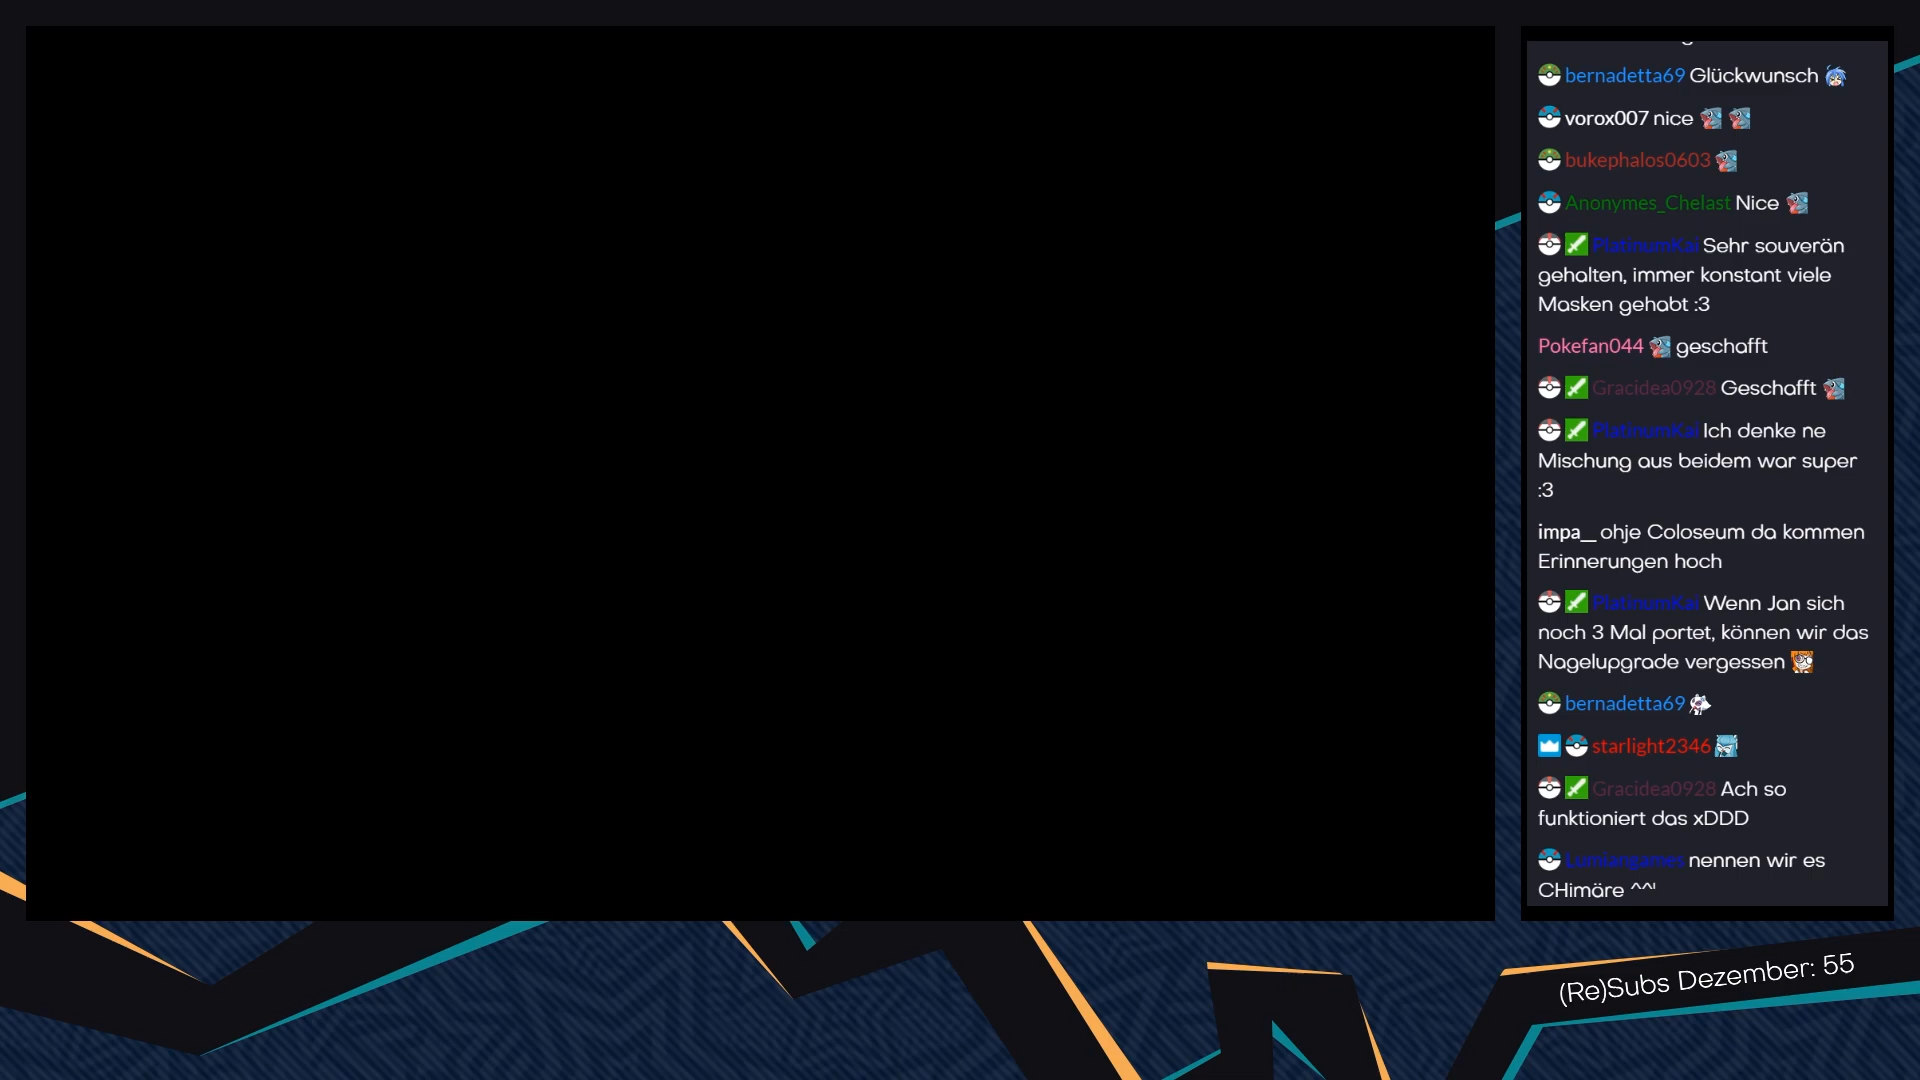 bernadetta69 Glückwunsch
vorox007 nice
bukephalos0603
Anonymes_Chelast Nice
PlatinumKai Sehr souverän
gehalten, immer konstant viele
Masken gehabt :3
Pokefan044 geschafft
Gracidea0928 Geschafft
PlatinumKai Ich denke ne
Mischung aus beidem war super
:3
impa__ ohje Coloseum da kommen
Erinnerungen hoch
PlatinumKai Wenn Jan sich
noch 3 Mal portet, können wir das
Nagelupgrade vergessen
bernadetta69
starlight2346
Gracidea0928 Ach so
funktioniert das xDDD
Lumiangames nennen wir es
CHimäre ^^'
(Re)Subs Dezember: 55